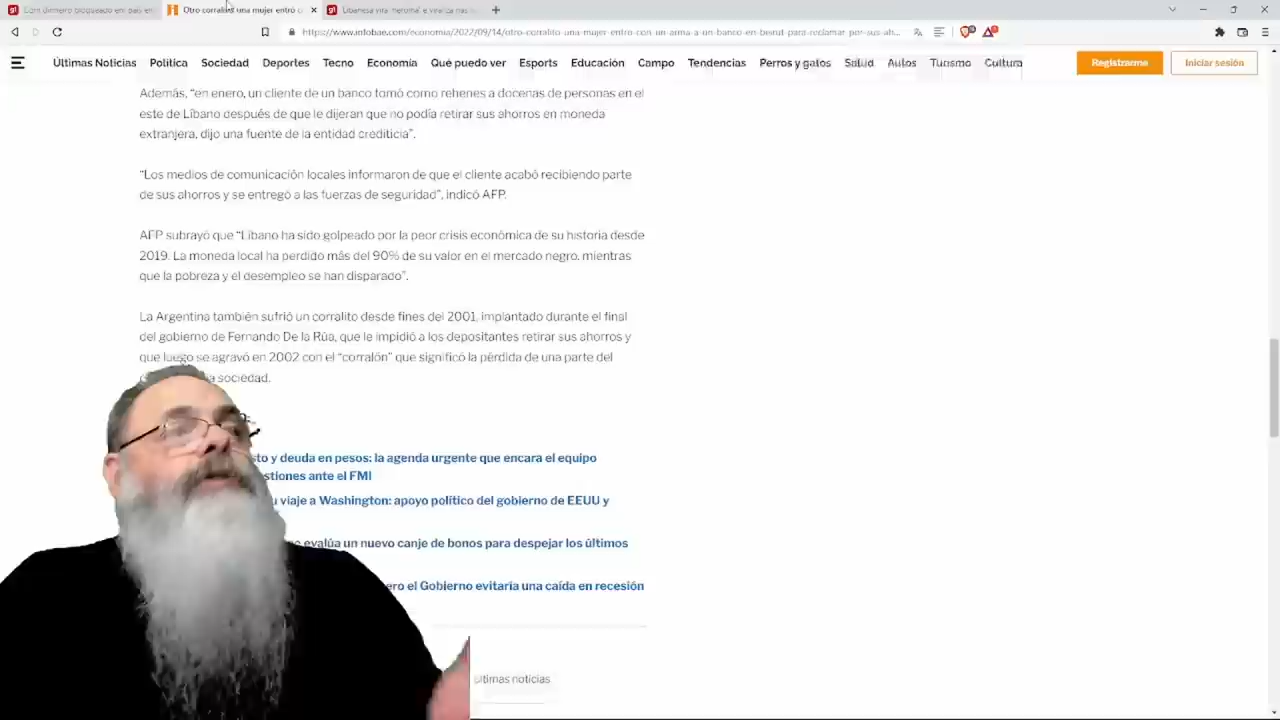 Com dinheiro bloqueado em país en
Otro corralito: una mujer entró c
Libanesa vira 'heroína' e viraliza nas
https://www.infobae.com/economia/2022/09/14/otro-corralito-una-mujer-entro-con-un-arma-a-un-banco-en-beirut-para-reclamar-por-sus-ah...
Últimas Noticias Política Sociedad Deportes Tecno Economía Qué puedo ver Esports Educación Campo Tendencias Perros y gatos Salud Autos Turismo Cultura Registrarme Iniciar sesión
Además, “en enero, un cliente de un banco tomó como rehenes a docenas de personas en el
este de Líbano después de que le dijeran que no podía retirar sus ahorros en moneda
extranjera, dijo una fuente de la entidad crediticia”.
“Los medios de comunicación locales informaron de que el cliente acabó recibiendo parte
de sus ahorros y se entregó a las fuerzas de seguridad”, indicó AFP.
AFP subrayó que “Líbano ha sido golpeado por la peor crisis económica de su historia desde
2019. La moneda local ha perdido más del 90% de su valor en el mercado negro, mientras
que la pobreza y el desempleo se han disparado”.
La Argentina también sufrió un corralito desde fines del 2001, implantado durante el final
del gobierno de Fernando De la Rúa, que le impidió a los depositantes retirar sus ahorros y
que luego se agravó en 2002 con el “corralón” que significó la pérdida de una parte del
a sociedad.
sto y deuda en pesos: la agenda urgente que encara el equipo
estiones ante el FMI
u viaje a Washington: apoyo político del gobierno de EEUU y
evalúa un nuevo canje de bonos para despejar los últimos
ero el Gobierno evitaría una caída en recesión
últimas noticias